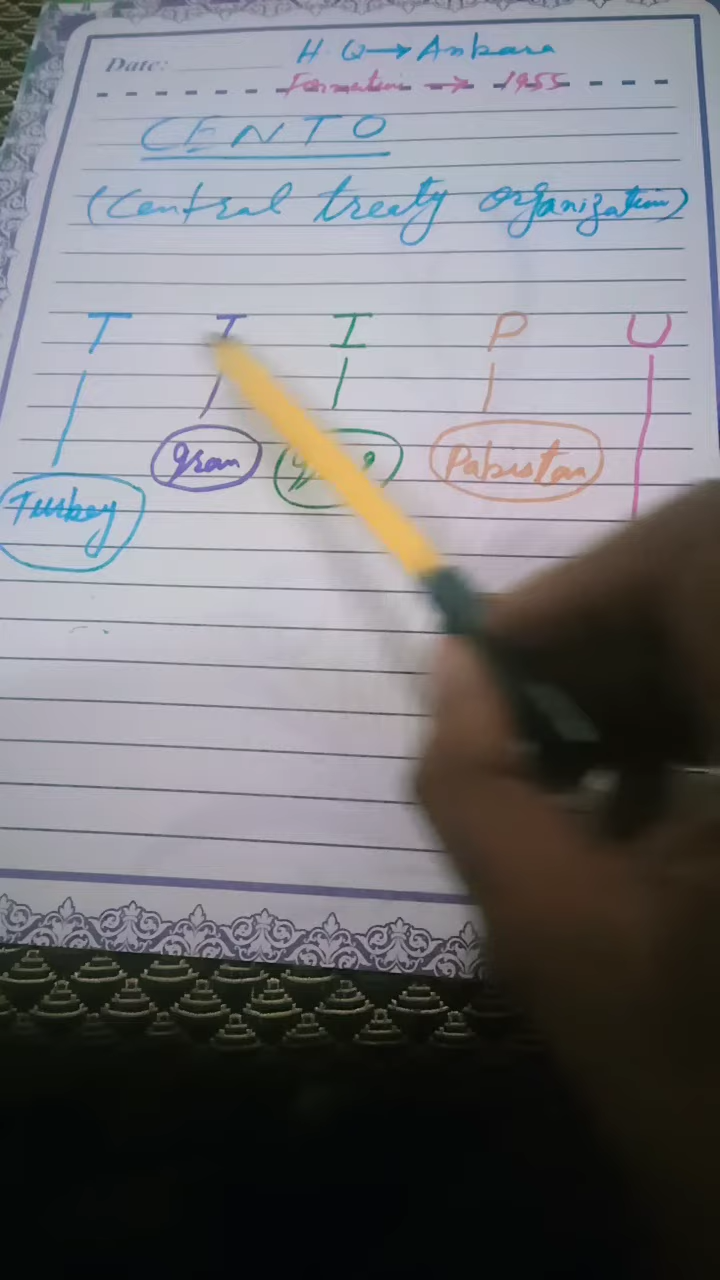 H.Q → Ankara
Date:
Formation → 1955
CENTO
(Central treaty organization)
T I I P U
Iran Pakistan
Turkey